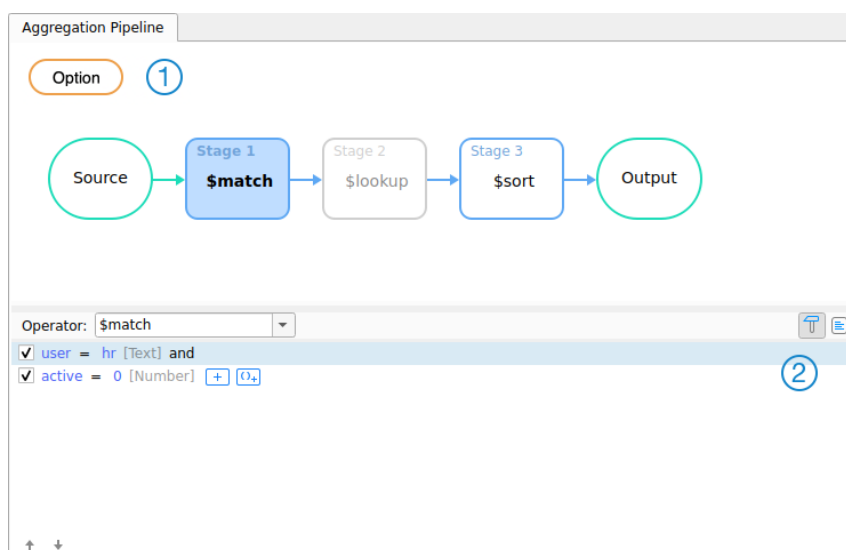 Aggregation Pipeline
Option 1
Stage 1 Stage 2 Stage 3
Source $match $lookup $sort Output
Operator: $match
user = hr [Text] and
active = 0 [Number] + ()+
2